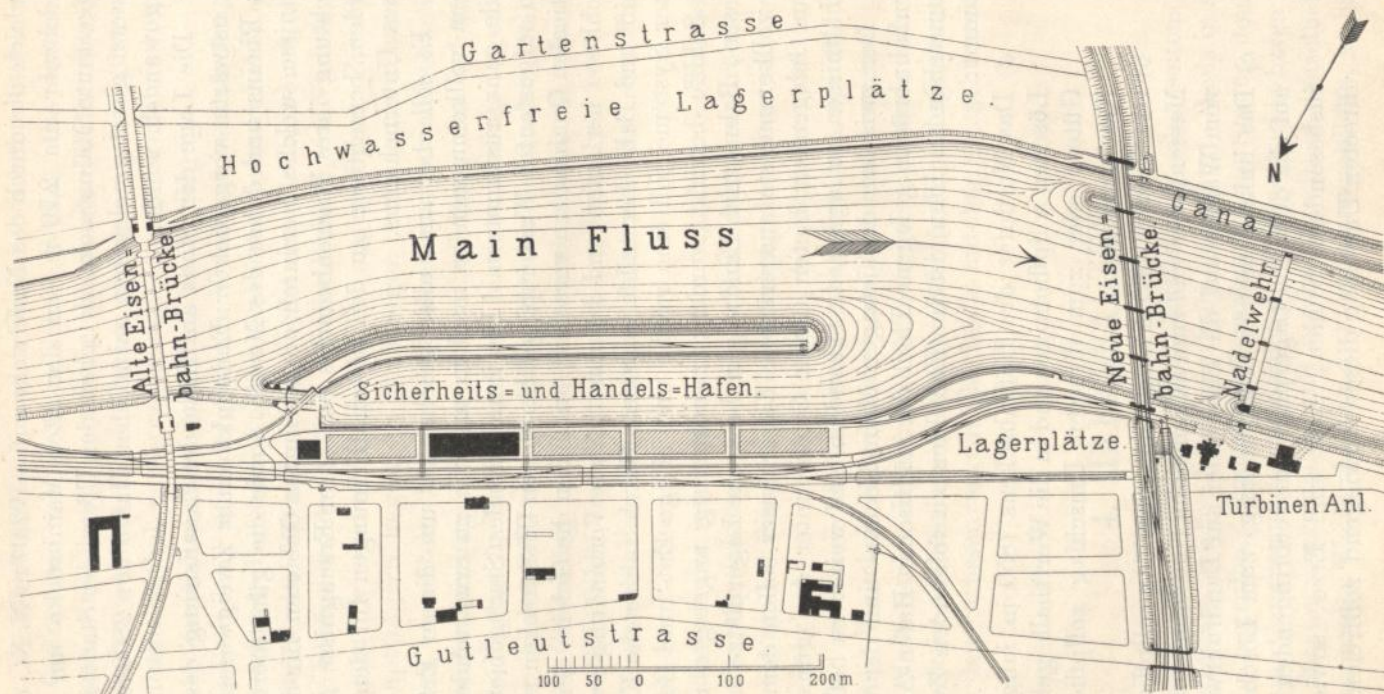 Gartenstrasse
Hochwasserfreie Lagerplätze.
N
Canal
Main Fluss
Alte Eisen=
bahn-Brücke.
Neue Eisen=
bahn-Brücke.
Nadelwehr.
Sicherheits= und Handels=Hafen.
Lagerplätze.
Turbinen Anl.
Gutleutstrasse
100 50 0 100 200 m.